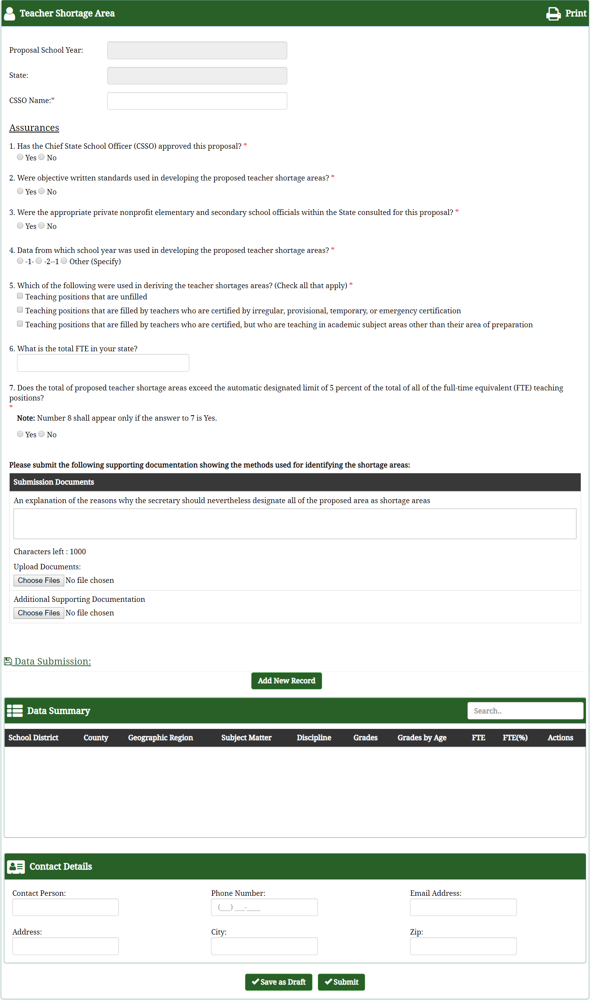 Teacher Shortage Area
Print
Proposal School Year:
State:
CSSO Name:*
Assurances
1. Has the Chief State School Officer (CSSO) approved this proposal? *
Yes No
2. Were objective written standards used in developing the proposed teacher shortage areas? *
Yes No
3. Were the appropriate private nonprofit elementary and secondary school officials within the State consulted for this proposal? *
Yes No
4. Data from which school year was used in developing the proposed teacher shortage areas? *
-1- -2--1 Other (Specify)
5. Which of the following were used in deriving the teacher shortages areas? (Check all that apply) *
Teaching positions that are unfilled
Teaching positions that are filled by teachers who are certified by irregular, provisional, temporary, or emergency certification
Teaching positions that are filled by teachers who are certified, but who are teaching in academic subject areas other than their area of preparation
6. What is the total FTE in your state?
7. Does the total of proposed teacher shortage areas exceed the automatic designated limit of 5 percent of the total of all of the full-time equivalent (FTE) teaching
positions?
*
Note: Number 8 shall appear only if the answer to 7 is Yes.
Yes No
Please submit the following supporting documentation showing the methods used for identifying the shortage areas:
Submission Documents
An explanation of the reasons why the secretary should nevertheless designate all of the proposed area as shortage areas
Characters left : 1000
Upload Documents:
Choose Files No file chosen
Additional Supporting Documentation
Choose Files No file chosen
Data Submission:
Add New Record
Data Summary
Search..
School District County Geographic Region Subject Matter Discipline Grades Grades by Age FTE FTE(%) Actions
Contact Details
Contact Person: Phone Number: Email Address:
(___) ___-____
Address: City: Zip:
Save as Draft Submit